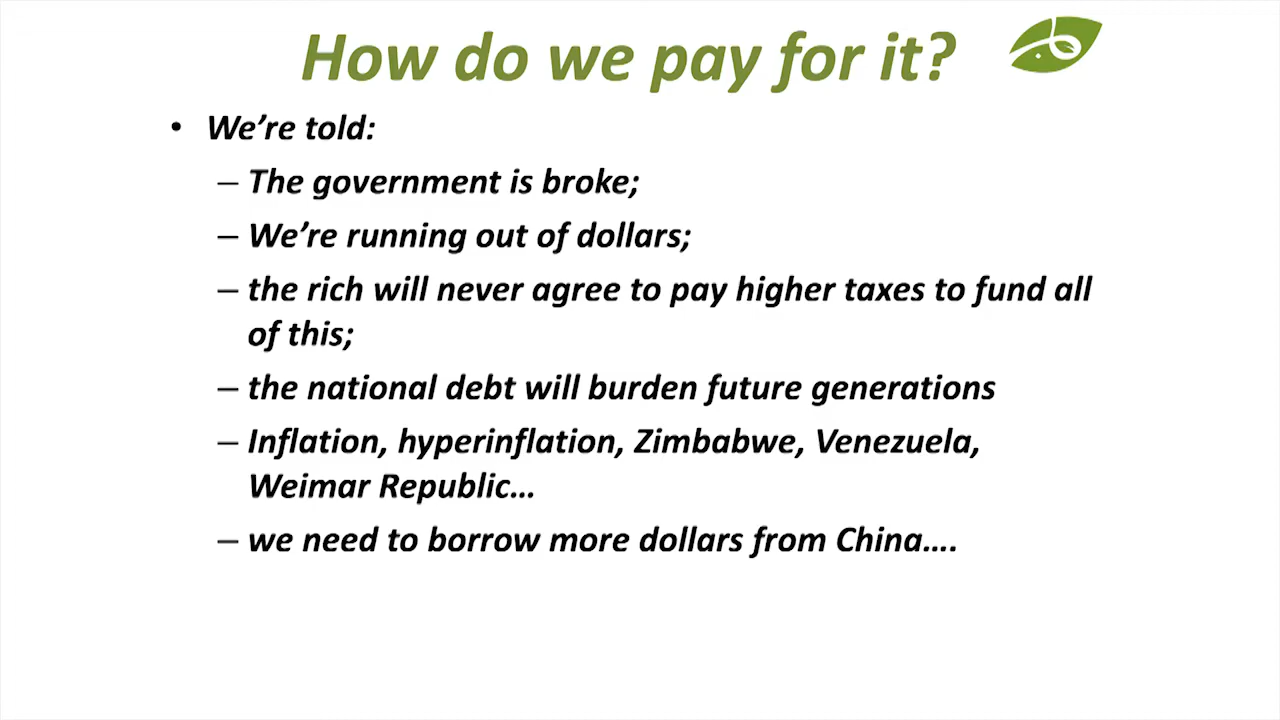 How do we pay for it?
• We’re told:
– The government is broke;
– We’re running out of dollars;
– the rich will never agree to pay higher taxes to fund all
of this;
– the national debt will burden future generations
– Inflation, hyperinflation, Zimbabwe, Venezuela,
Weimar Republic…
– we need to borrow more dollars from China….